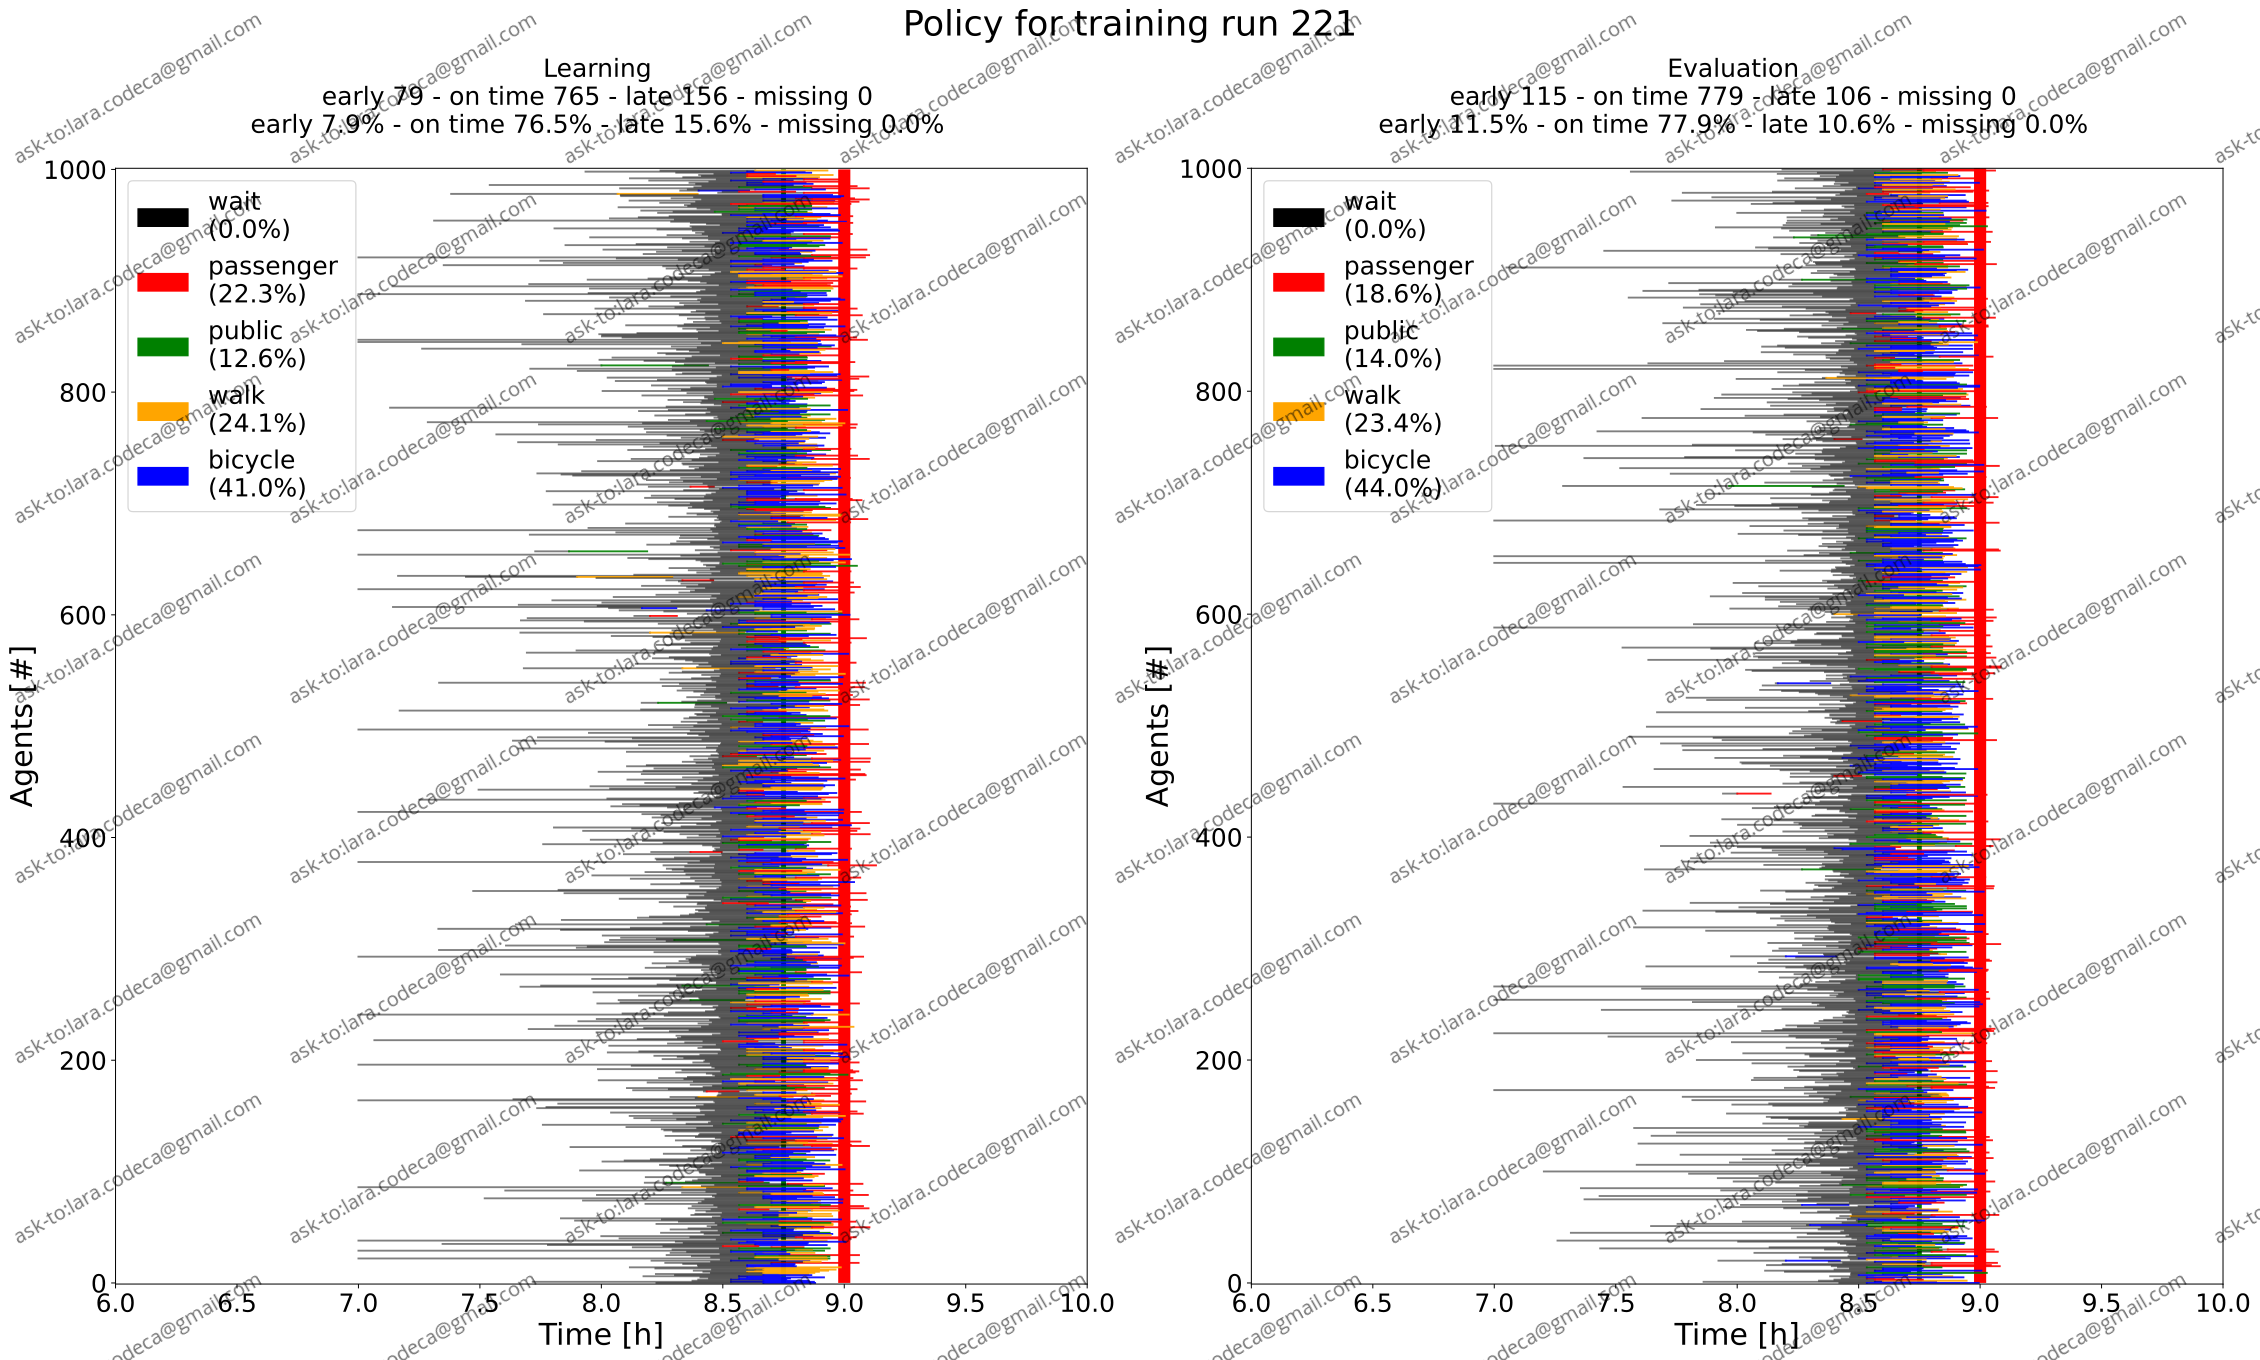 Policy for training run 221
Learning
early 79 - on time 765 - late 156 - missing 0
early 7.9% - on time 76.5% - late 15.6% - missing 0.0%
1000
800
600
400
200
0
Agents [#]
wait
(0.0%)
passenger
(22.3%)
public
(12.6%)
walk
(24.1%)
bicycle
(41.0%)
6.0 6.5 7.0 7.5 8.0 8.5 9.0 9.5 10.0
Time [h]
Evaluation
early 115 - on time 779 - late 106 - missing 0
early 11.5% - on time 77.9% - late 10.6% - missing 0.0%
1000
800
600
400
200
0
Agents [#]
wait
(0.0%)
passenger
(18.6%)
public
(14.0%)
walk
(23.4%)
bicycle
(44.0%)
6.0 6.5 7.0 7.5 8.0 8.5 9.0 9.5 10.0
Time [h]
ask-to:lara.codeca@gmail.com